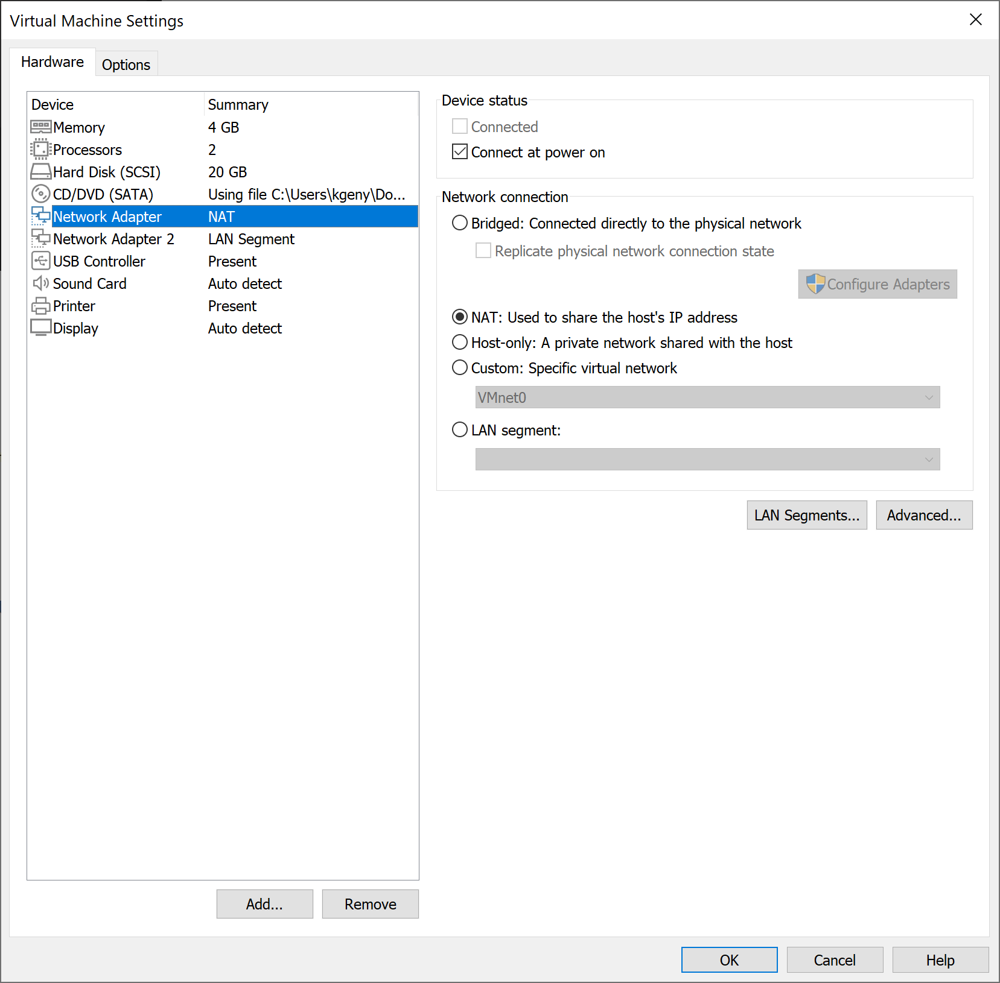 Virtual Machine Settings
Hardware
Options
Device Summary
Memory 4 GB
Processors 2
Hard Disk (SCSI) 20 GB
CD/DVD (SATA) Using file C:\Users\kgeny\Do...
Network Adapter NAT
Network Adapter 2 LAN Segment
USB Controller Present
Sound Card Auto detect
Printer Present
Display Auto detect
Add...
Remove
Device status
Connected
Connect at power on
Network connection
Bridged: Connected directly to the physical network
Replicate physical network connection state
Configure Adapters
NAT: Used to share the host's IP address
Host-only: A private network shared with the host
Custom: Specific virtual network
VMnet0
LAN segment:
LAN Segments...
Advanced...
OK
Cancel
Help